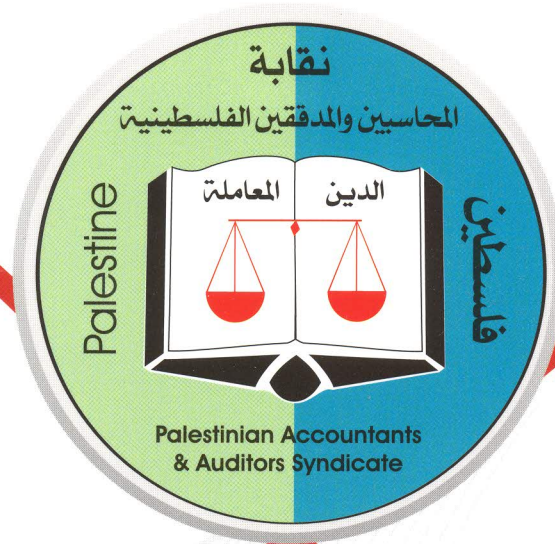 نقابة
المحاسبين والمدققين الفلسطينية
الدين المعاملة
Palestine
فلسطين
Palestinian Accountants
& Auditors Syndicate